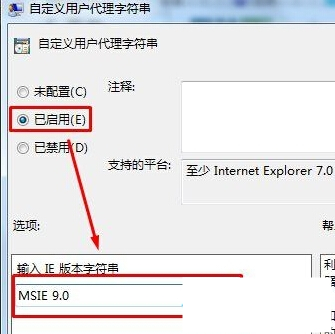 自定义用户代理字符串
自定义用户代理字符串
未配置(C)
注释:
已启用(E)
已禁用(D)
支持的平台:
至少 Internet Explorer 7.0
选项:
帮
输入 IE 版本字符串
利
MSIE 9.0